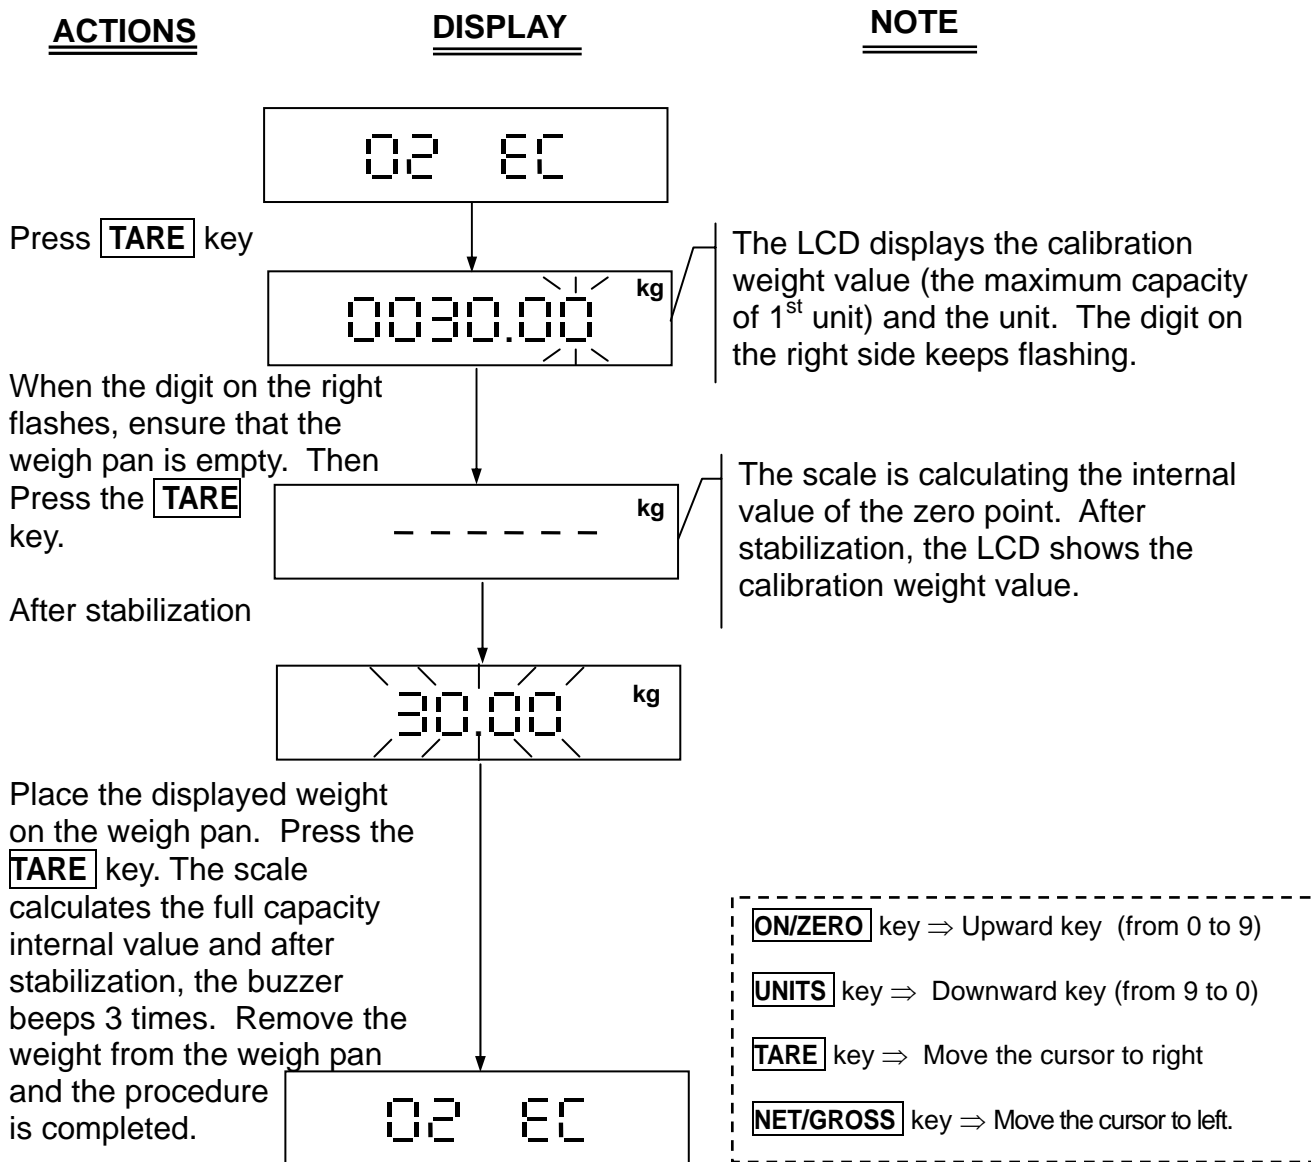 ACTIONS DISPLAY NOTE
02 EC
Press TARE key
0030.00 kg
The LCD displays the calibration
weight value (the maximum capacity
of 1st unit) and the unit. The digit on
the right side keeps flashing.
When the digit on the right
flashes, ensure that the
weigh pan is empty. Then
Press the TARE
key.
------ kg
The scale is calculating the internal
value of the zero point. After
stabilization, the LCD shows the
calibration weight value.
After stabilization
30.00 kg
Place the displayed weight
on the weigh pan. Press the
TARE key. The scale
calculates the full capacity
internal value and after
stabilization, the buzzer
beeps 3 times. Remove the
weight from the weigh pan
and the procedure
is completed.
02 EC
ON/ZERO key ⇒ Upward key (from 0 to 9)
UNITS key ⇒ Downward key (from 9 to 0)
TARE key ⇒ Move the cursor to right
NET/GROSS key ⇒ Move the cursor to left.